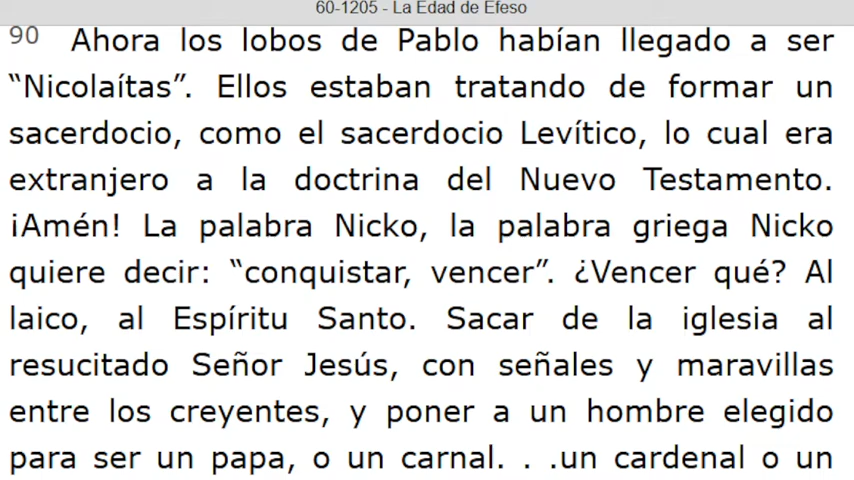 60-1205 - La Edad de Efeso
90 Ahora los lobos de Pablo habían llegado a ser
“Nicolaítas”. Ellos estaban tratando de formar un
sacerdocio, como el sacerdocio Levítico, lo cual era
extranjero a la doctrina del Nuevo Testamento.
¡Amén! La palabra Nicko, la palabra griega Nicko
quiere decir: “conquistar, vencer”. ¿Vencer qué? Al
laico, al Espíritu Santo. Sacar de la iglesia al
resucitado Señor Jesús, con señales y maravillas
entre los creyentes, y poner a un hombre elegido
para ser un papa, o un carnal. . .un cardenal o un